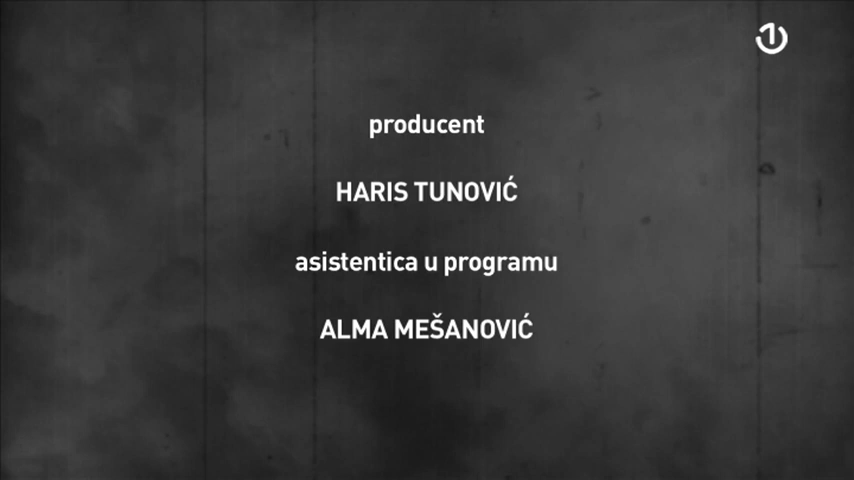 producent
HARIS TUNOVIĆ
asistentica u programu
ALMA MEŠANOVIĆ